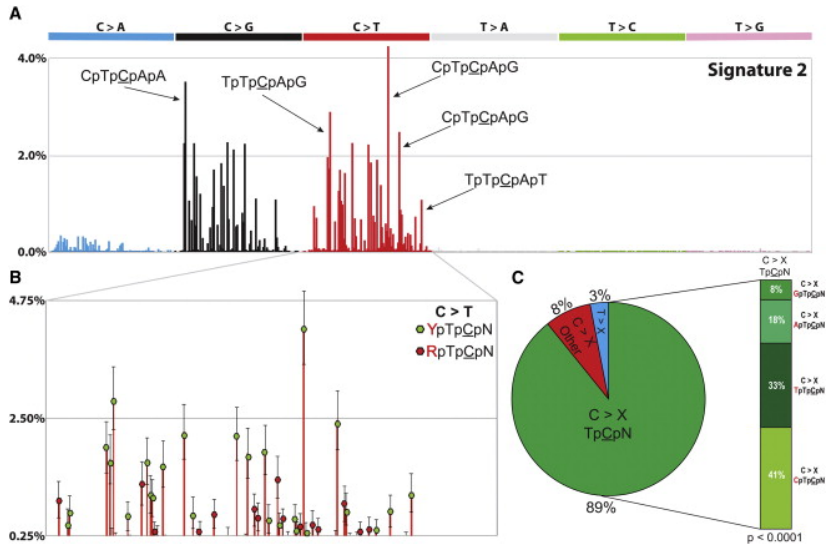 A
C > A
C > G
C > T
T > A
T > C
T > G
4.0%
Signature 2
CpTpCpApA
TpTpCpApG
CpTpCpApG
CpTpCpApG
TpTpCpApT
2.0%
0.0%
B
4.75%
C > T
YpTpCpN
RpTpCpN
2.50%
0.25%
C
8%
3%
C > X
Other
T > X
C > X
TpCpN
89%
C > X
TpCpN
8%
C > X
GpTpCpN
18%
C > X
ApTpCpN
33%
C > X
TpTpCpN
41%
C > X
CpTpCpN
p < 0.0001